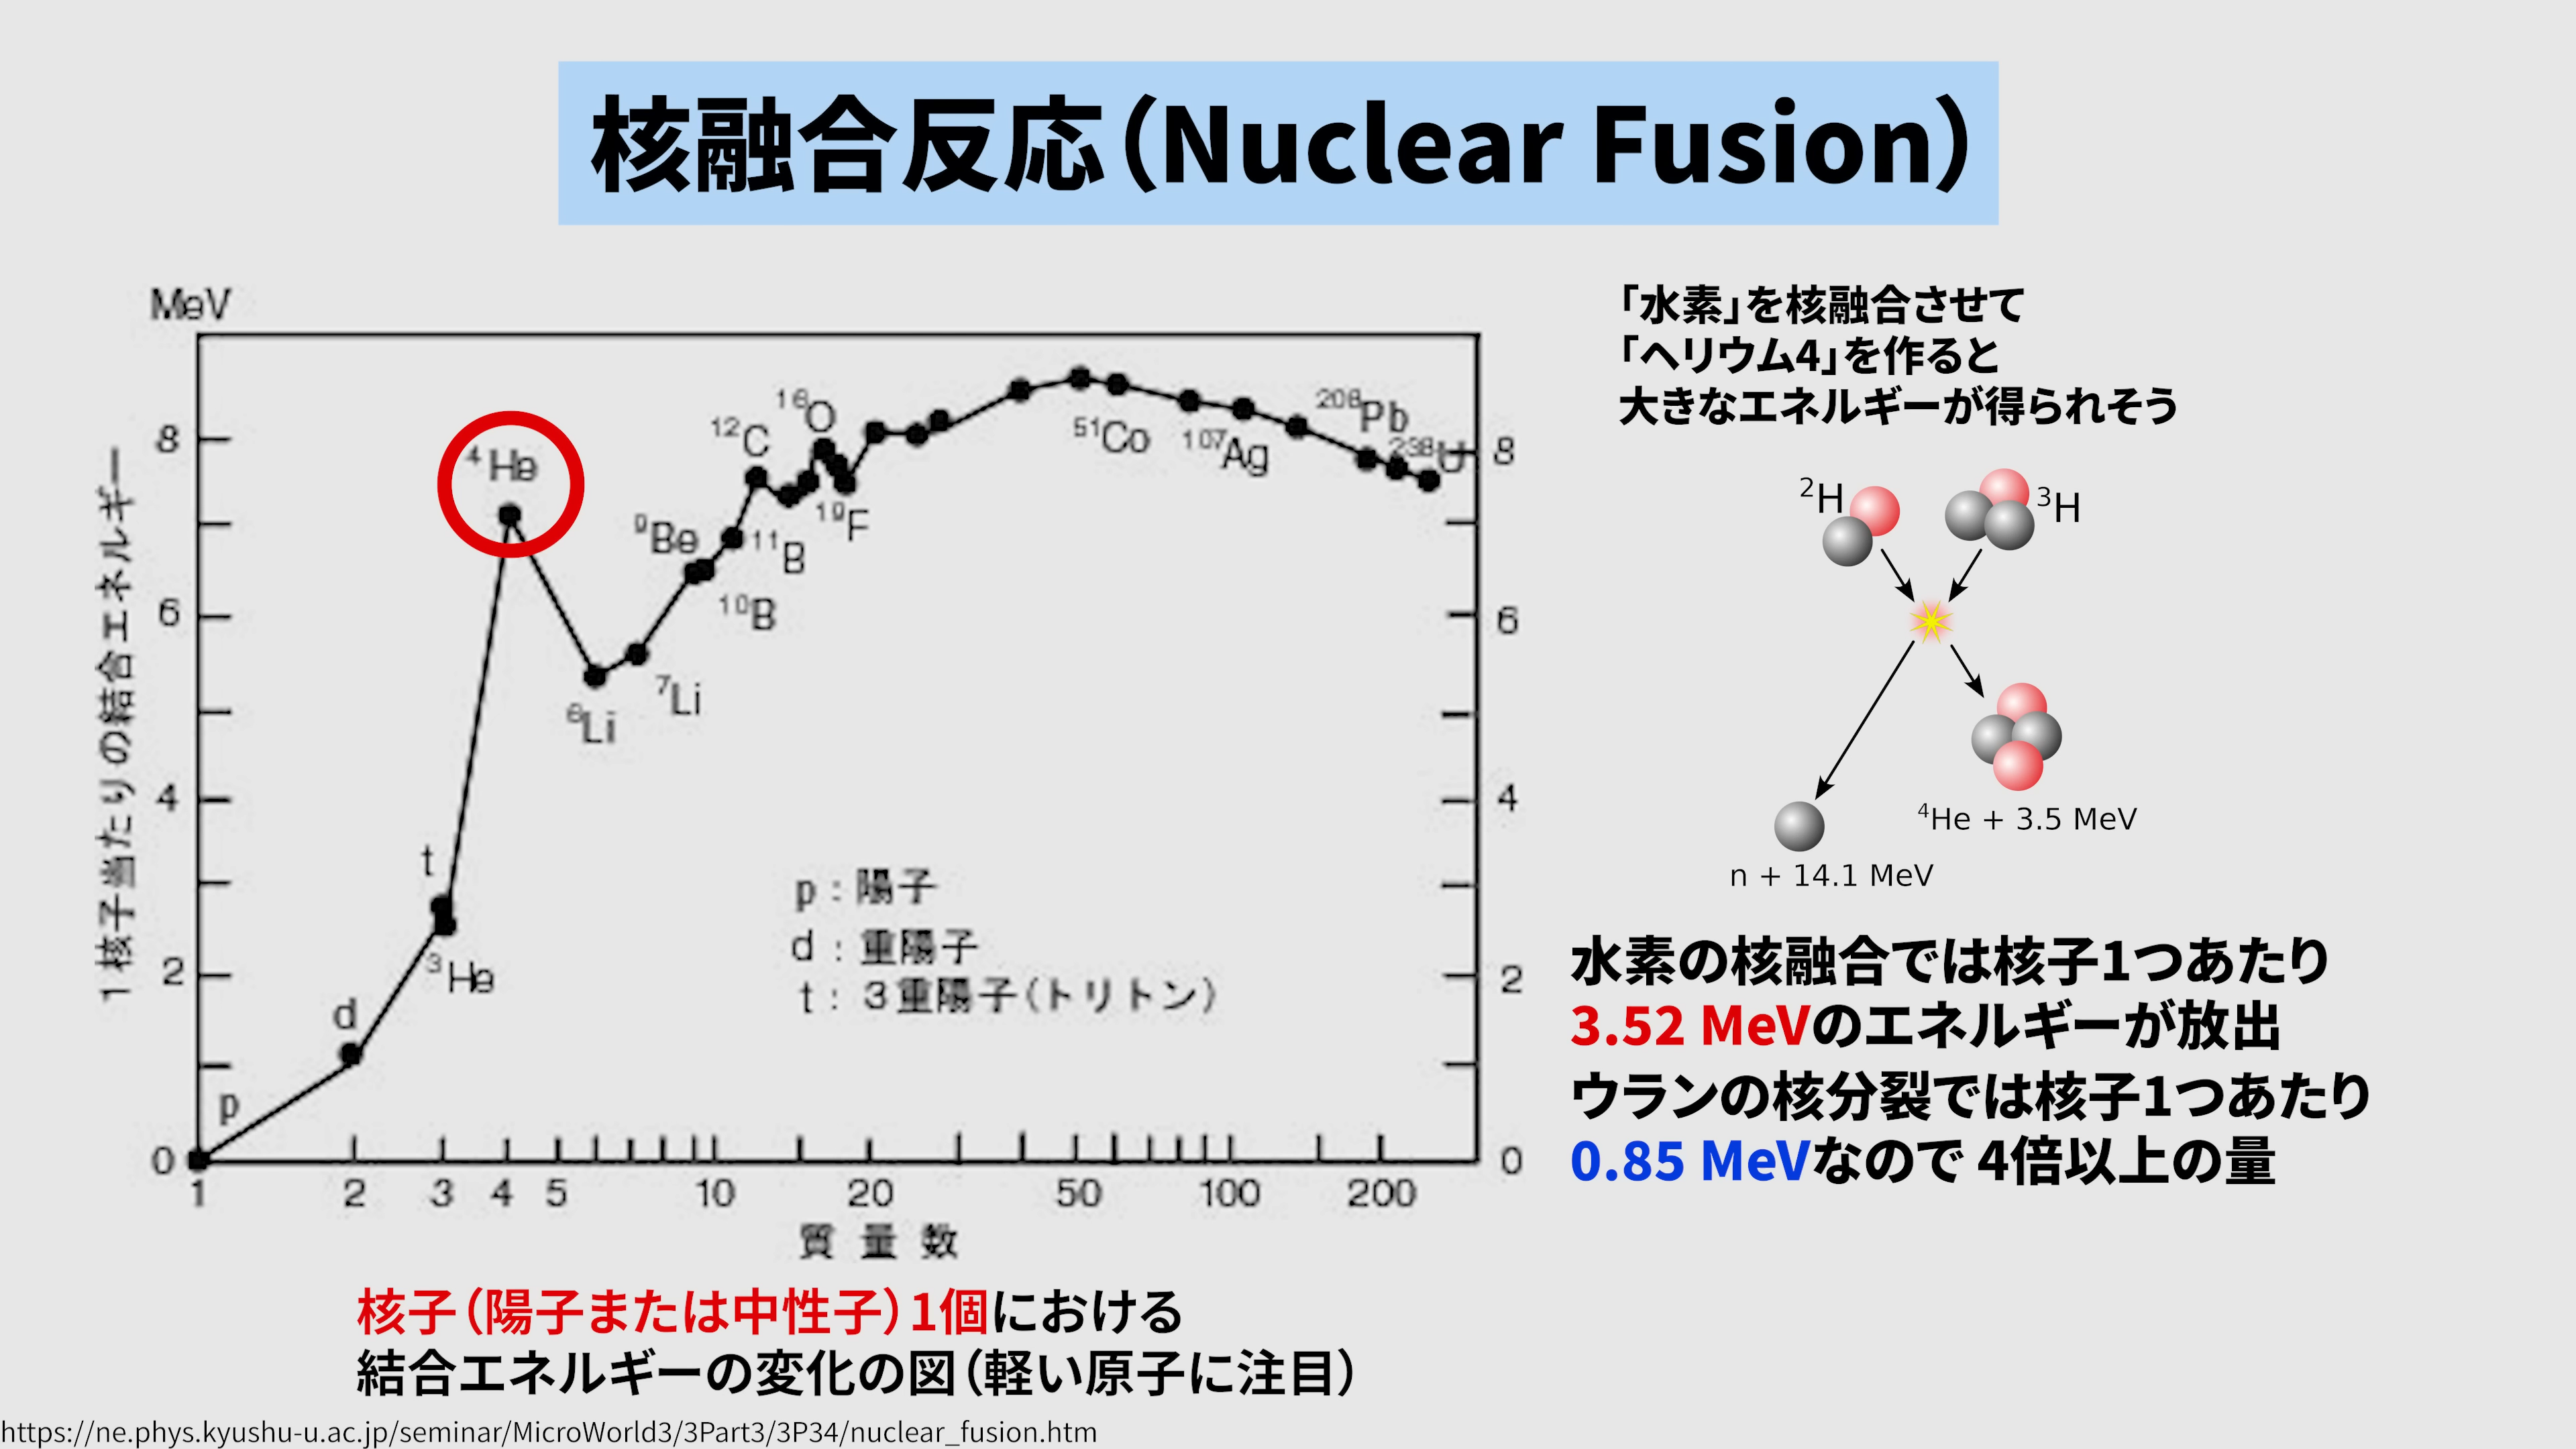 核融合反応（Nuclear Fusion）
MeV
8
6
4
2
0
1核子当たりの結合エネルギー
p
d
t
³He
⁴He
⁶Li
⁷Li
⁹Be
¹⁰B
¹¹B
¹²C
¹⁶O
¹⁹F
⁵¹Co
¹⁰⁷Ag
²⁰⁸Pb
²³⁸U
8
6
4
2
0
p：陽子
d：重陽子
t：3重陽子（トリトン）
1 2 3 4 5 10 20 50 100 200
質量数
核子（陽子または中性子）1個における
結合エネルギーの変化の図（軽い原子に注目）
「水素」を核融合させて
「ヘリウム4」を作ると
大きなエネルギーが得られそう
²H
³H
⁴He + 3.5 MeV
n + 14.1 MeV
水素の核融合では核子1つあたり
3.52 MeVのエネルギーが放出
ウランの核分裂では核子1つあたり
0.85 MeVなので 4倍以上の量
https://ne.phys.kyushu-u.ac.jp/seminar/MicroWorld3/3Part3/3P34/nuclear_fusion.htm